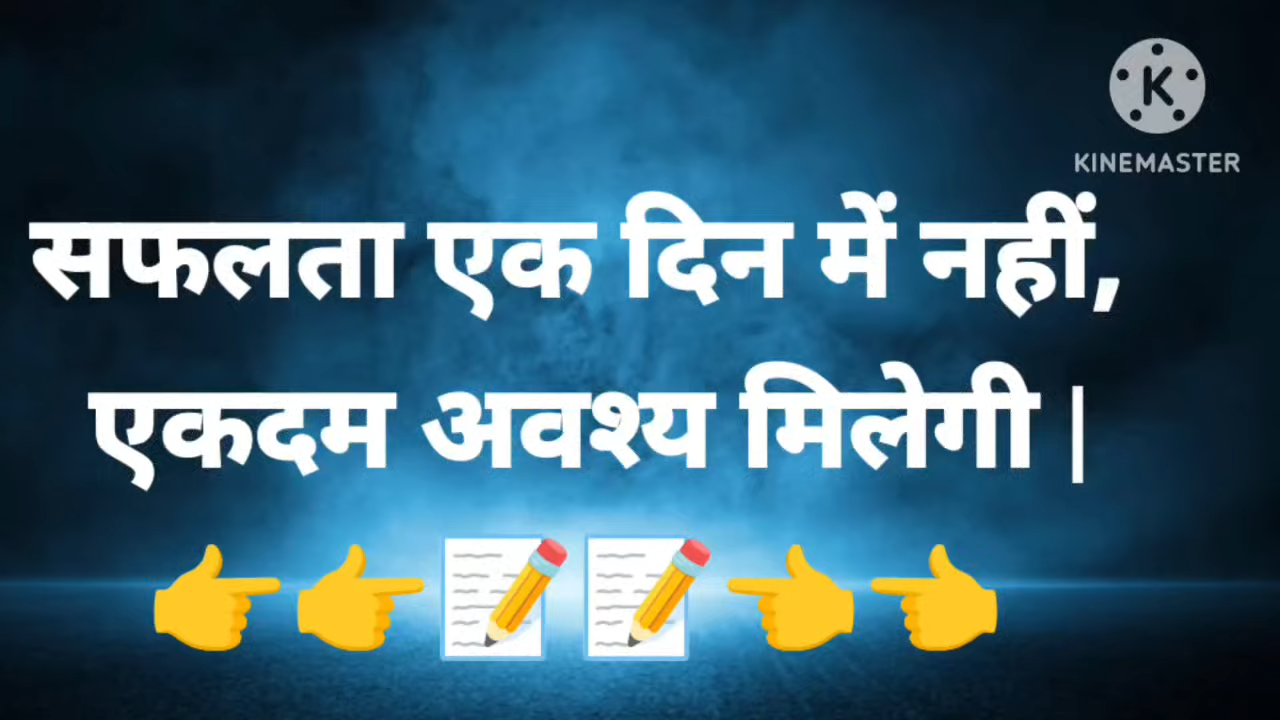 KINEMASTER
सफलता एक दिन में नहीं,
एकदम अवश्य मिलेगी |
👉👉📝📝👈👈